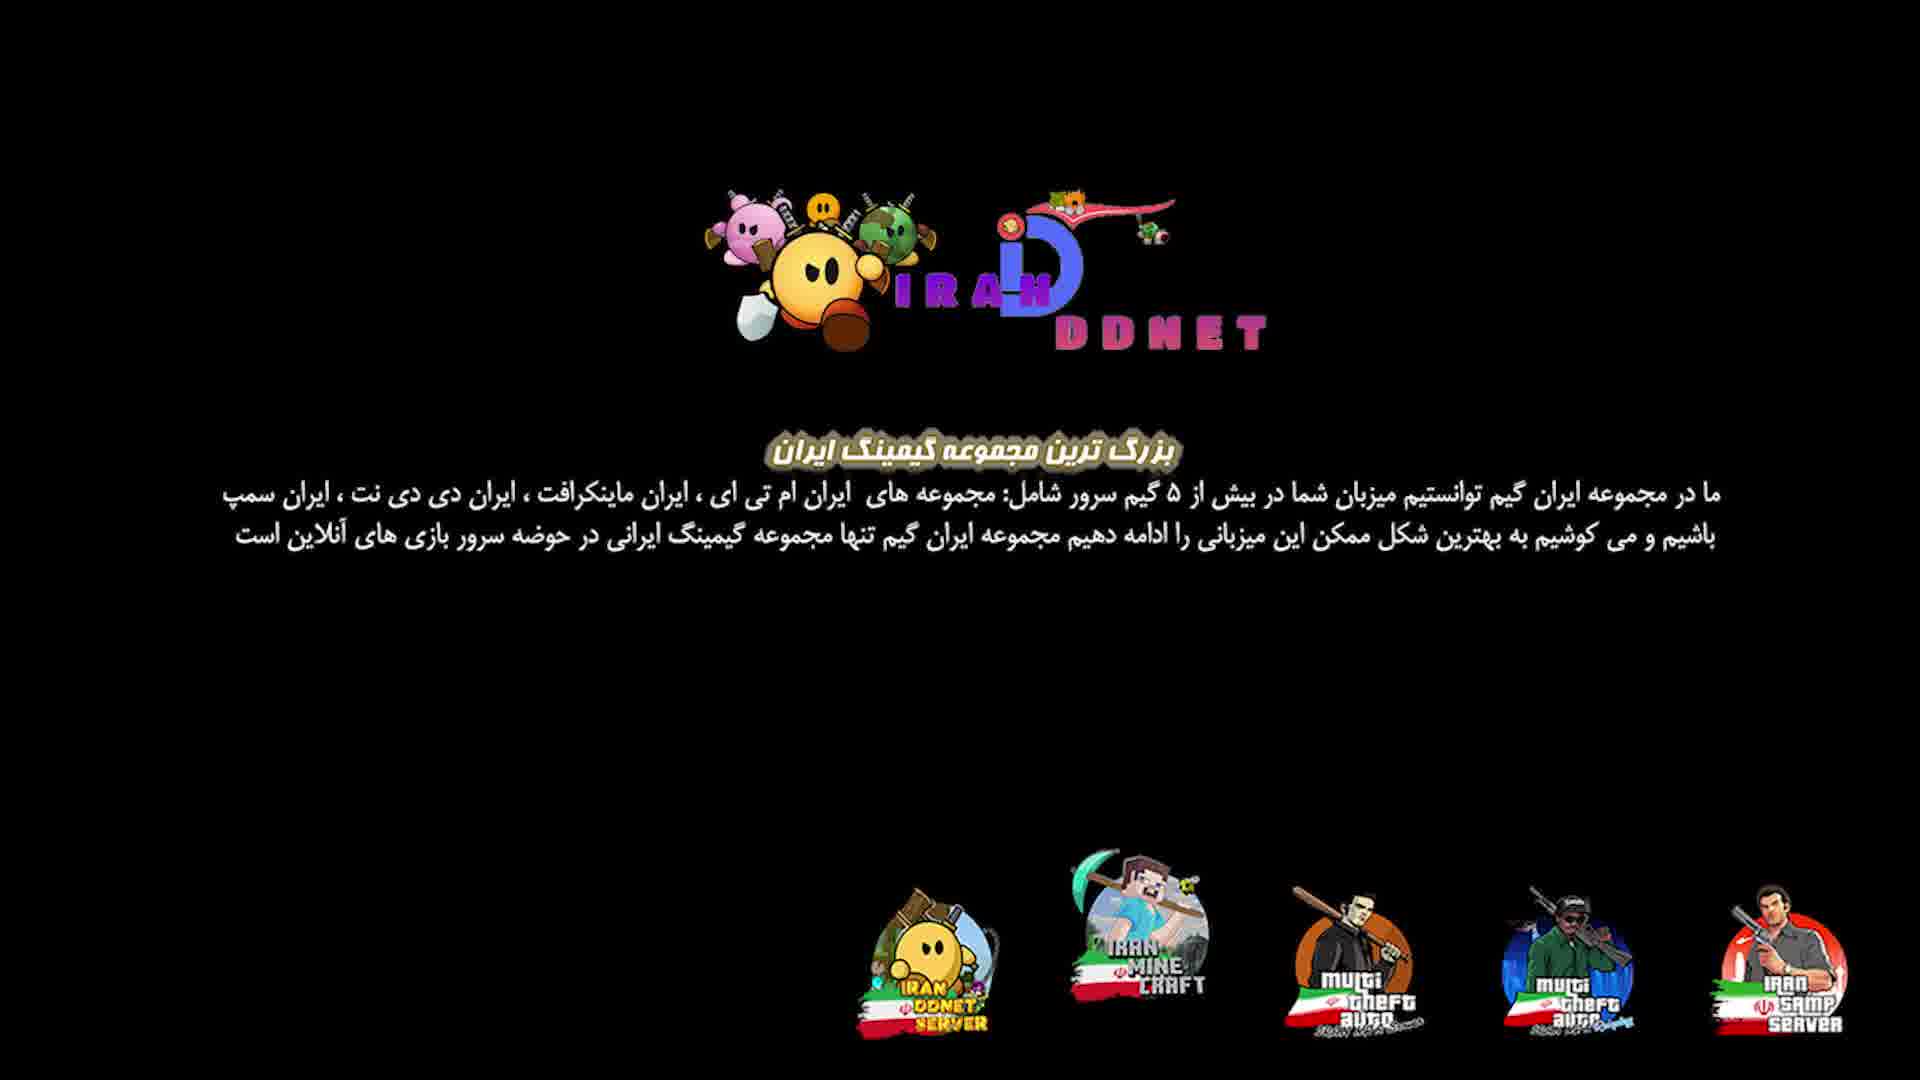 IRAN
DDNET
بزرگ ترین مجموعه گیمینگ ایران
ما در مجموعه ایران گیم توانستیم میزبان شما در بیش از ۵ گیم سرور شامل: مجموعه های ایران ام تی ای ، ایران ماینکرافت ، ایران دی دی نت ، ایران سمپ
باشیم و می کوشیم به بهترین شکل ممکن این میزبانی را ادامه دهیم مجموعه ایران گیم تنها مجموعه گیمینگ ایرانی در حوضه سرور بازی های آنلاین است
IRAN
DDNET
SERVER
IRAN
MINE
CRAFT
multi
theft
auto
multi
theft
auto
IRAN
SAMP
SERVER